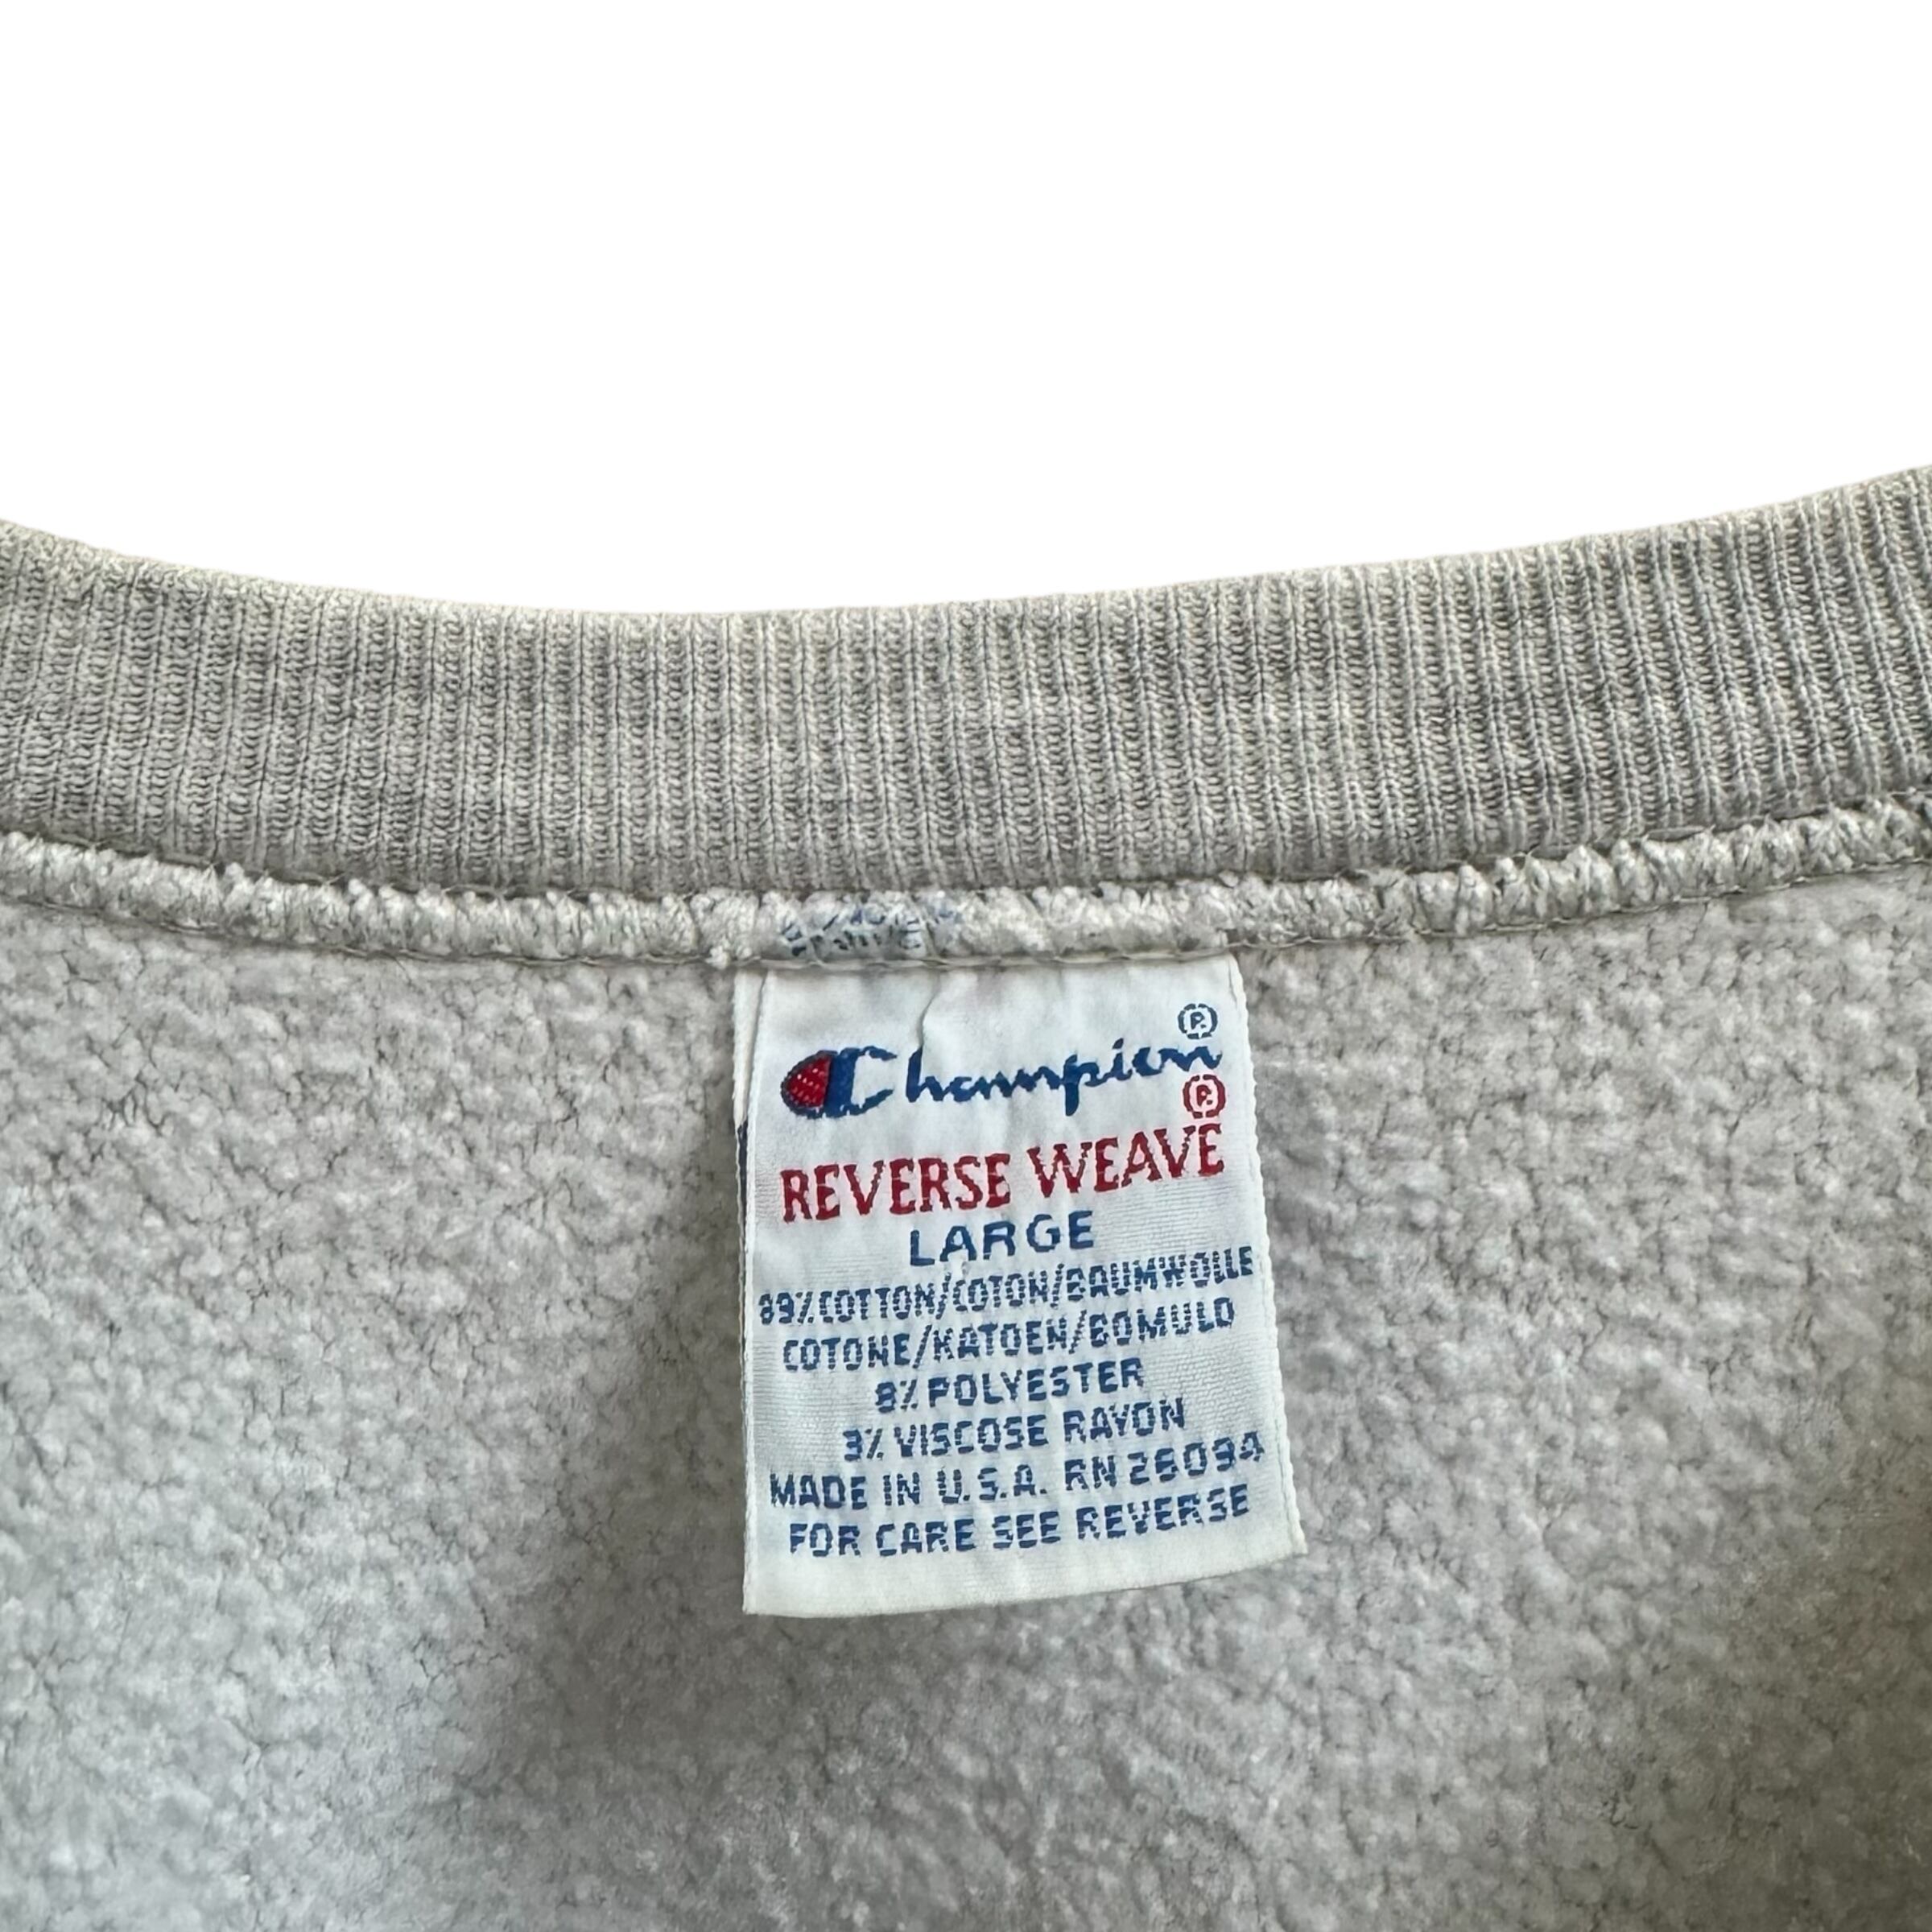 Champion®
®
REVERSE WEAVE
LARGE
89% COTTON/COTON/BAUMWOLLE
COTONE/KATOEN/BOMULD
8% POLYESTER
3% VISCOSE RAYON
MADE IN U.S.A. RN 26094
FOR CARE SEE REVERSE